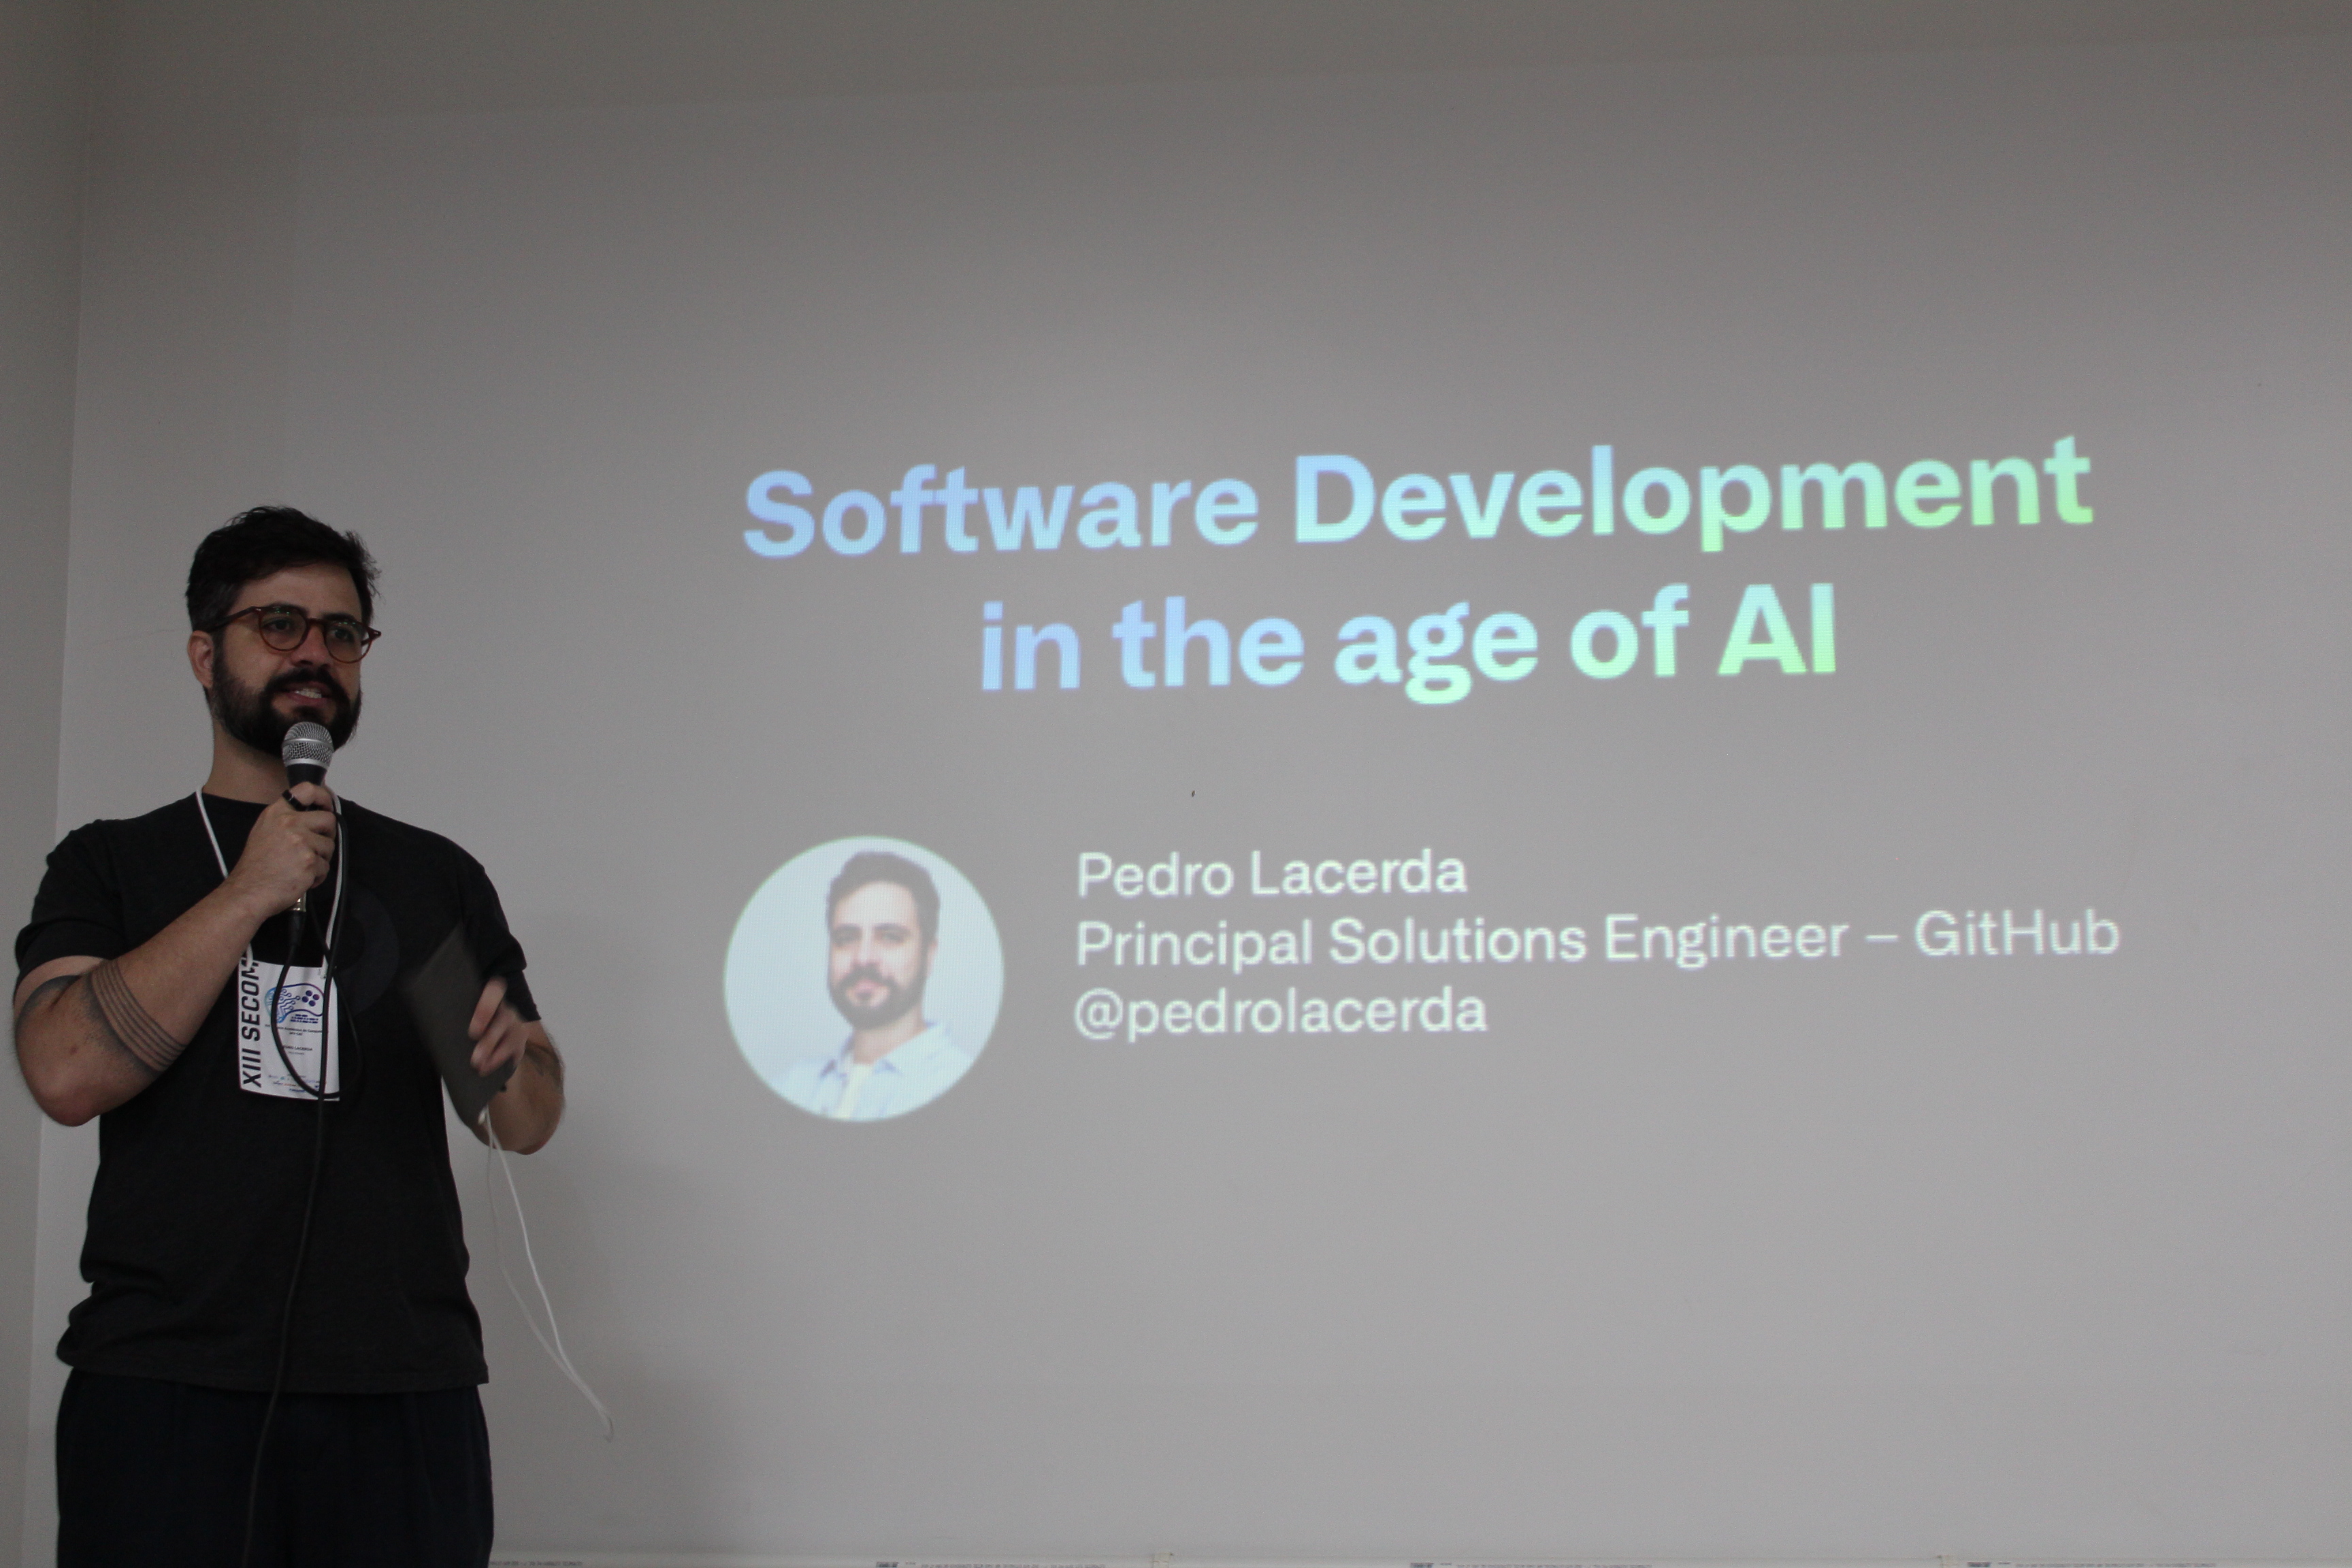 Software Development
in the age of AI
Pedro Lacerda
Principal Solutions Engineer – GitHub
@pedrolacerda
XIII SECOM